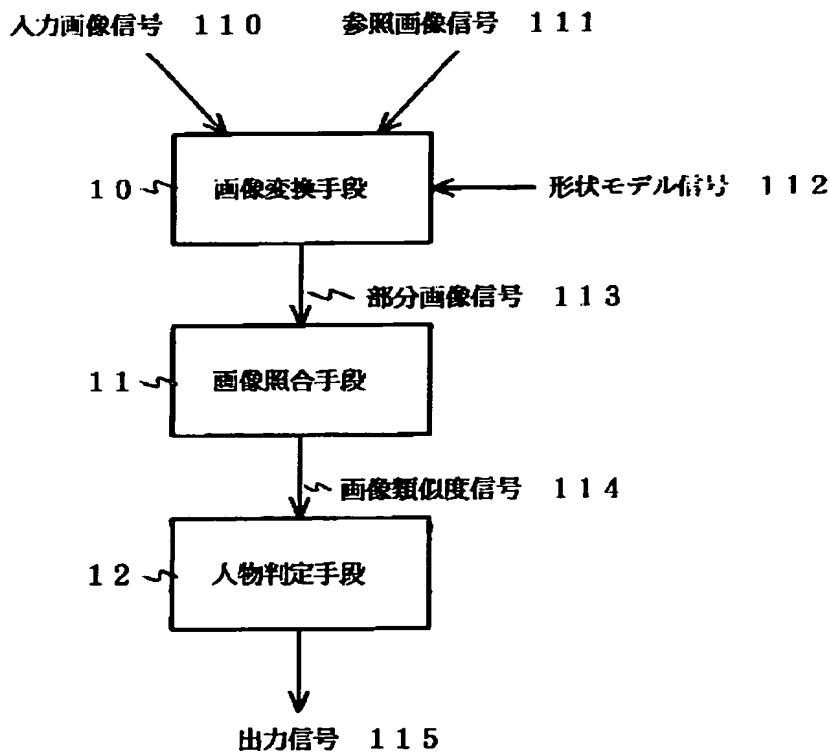 入力画像信号 １１０ 参照画像信号 １１１
１０ 画像変換手段 形状モデル信号 １１２
部分画像信号 １１３
１１ 画像照合手段
画像類似度信号 １１４
１２ 人物判定手段
出力信号 １１５